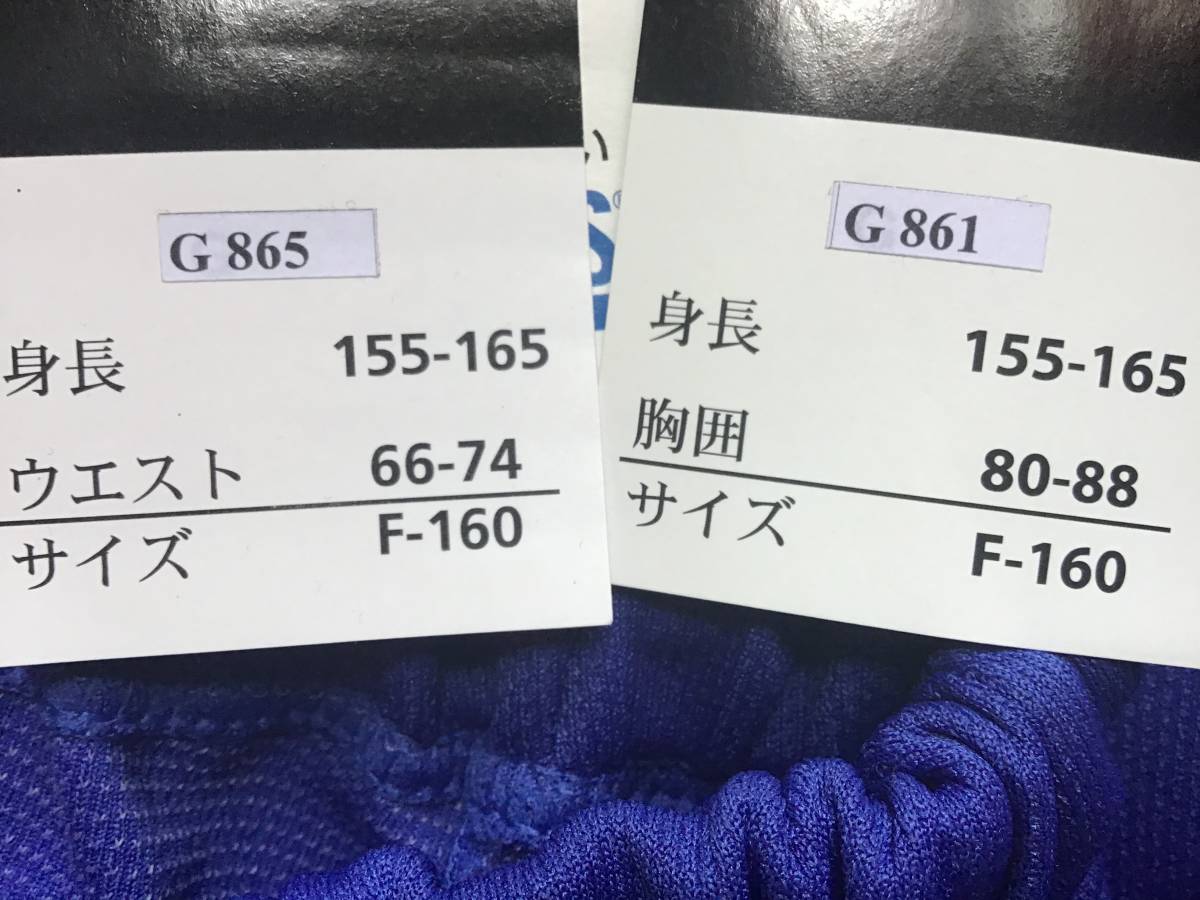 G 865
身長 155-165
ウエスト 66-74
サイズ F-160
い
S®
G 861
身長 155-165
胸囲 80-88
サイズ F-160